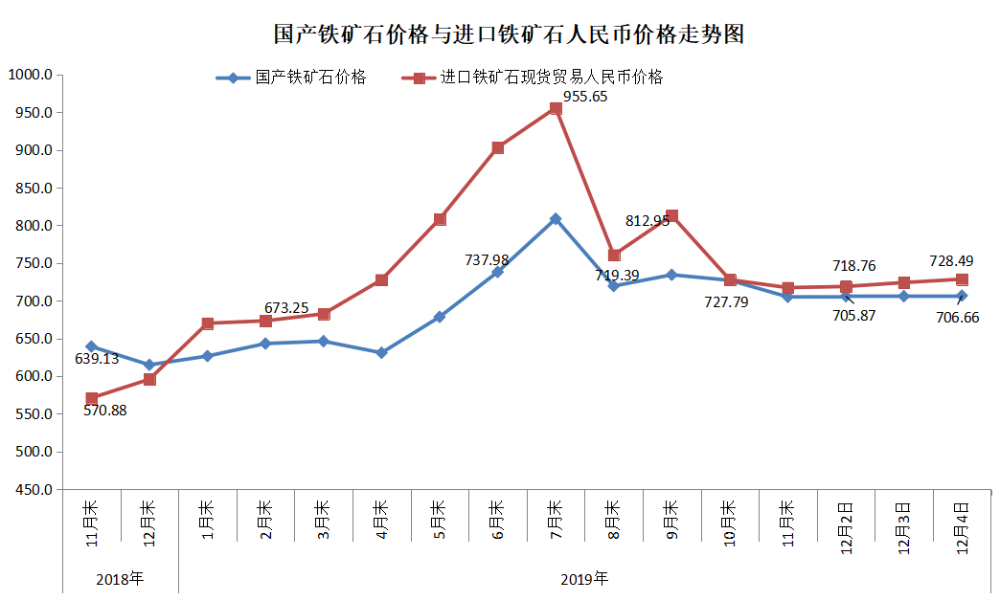 国产铁矿石价格与进口铁矿石人民币价格走势图
国产铁矿石价格
进口铁矿石现货贸易人民币价格
1000.0
950.0
900.0
850.0
800.0
750.0
700.0
650.0
600.0
550.0
500.0
450.0
955.65
812.95
737.98
719.39
718.76
728.49
727.79
705.87
706.66
673.25
639.13
570.88
11月末
12月末
1月末
2月末
3月末
4月末
5月末
6月末
7月末
8月末
9月末
10月末
11月末
12月2日
12月3日
12月4日
2018年
2019年